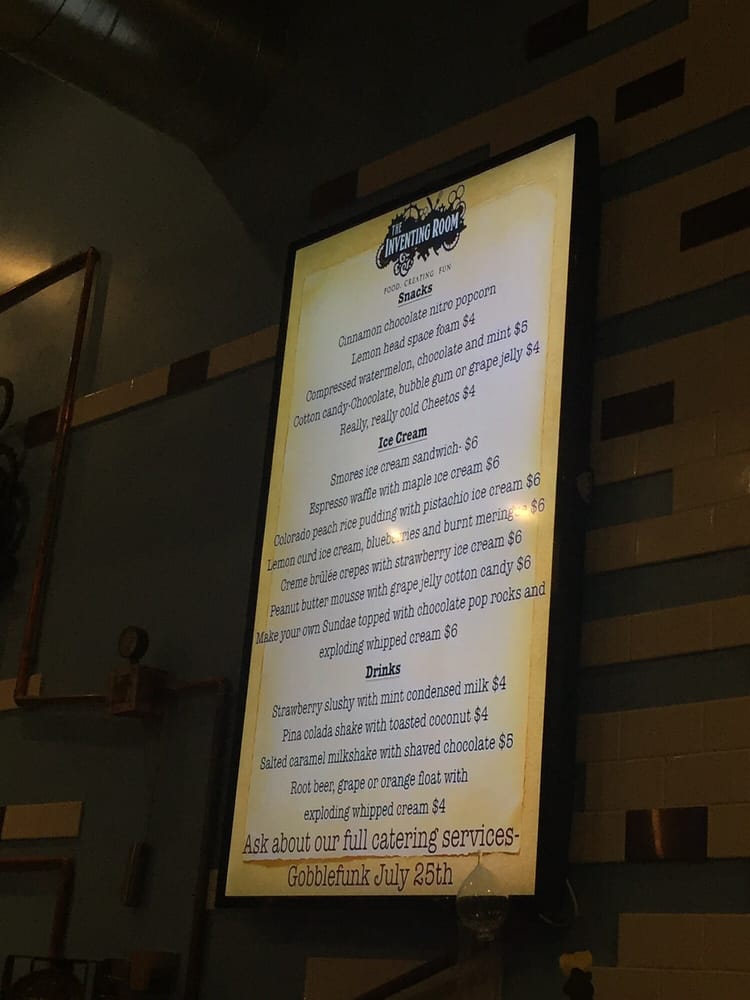 THE
INVENTING ROOM
FOOD. CREATING. FUN
Snacks
Cinnamon chocolate nitro popcorn
Lemon head space foam $4
Compressed watermelon, chocolate and mint $5
Cotton candy-Chocolate, bubble gum or grape jelly $4
Really, really cold Cheetos $4
Ice Cream
Smores ice cream sandwich- $6
Espresso waffle with maple ice cream $6
Colorado peach rice pudding with pistachio ice cream $6
Lemon curd ice cream, blueberries and burnt meringue $6
Creme brûlée crepes with strawberry ice cream $6
Peanut butter mousse with grape jelly cotton candy $6
Make your own Sundae topped with chocolate pop rocks and
exploding whipped cream $6
Drinks
Strawberry slushy with mint condensed milk $4
Pina colada shake with toasted coconut $4
Salted caramel milkshake with shaved chocolate $5
Root beer, grape or orange float with
exploding whipped cream $4
Ask about our full catering services-
Gobblefunk July 25th